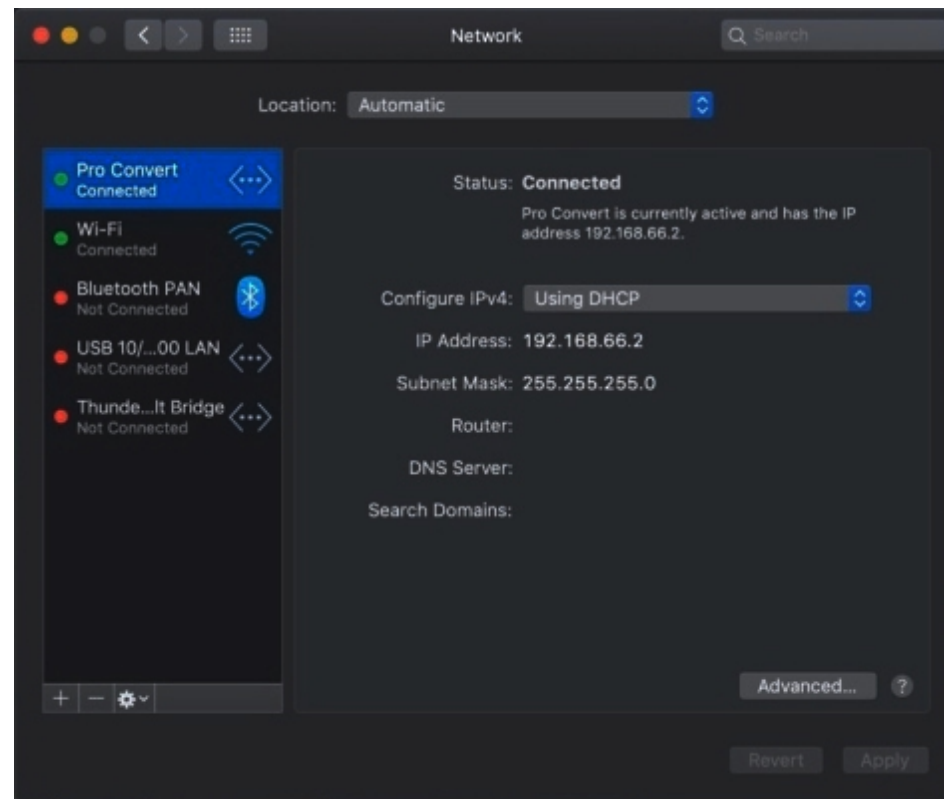 Network
Search
Location: Automatic
Pro Convert
Connected
Wi-Fi
Connected
Bluetooth PAN
Not Connected
USB 10/...00 LAN
Not Connected
Thunde...lt Bridge
Not Connected
Status: Connected
Pro Convert is currently active and has the IP
address 192.168.66.2.
Configure IPv4: Using DHCP
IP Address: 192.168.66.2
Subnet Mask: 255.255.255.0
Router:
DNS Server:
Search Domains:
Advanced...
?
Revert
Apply